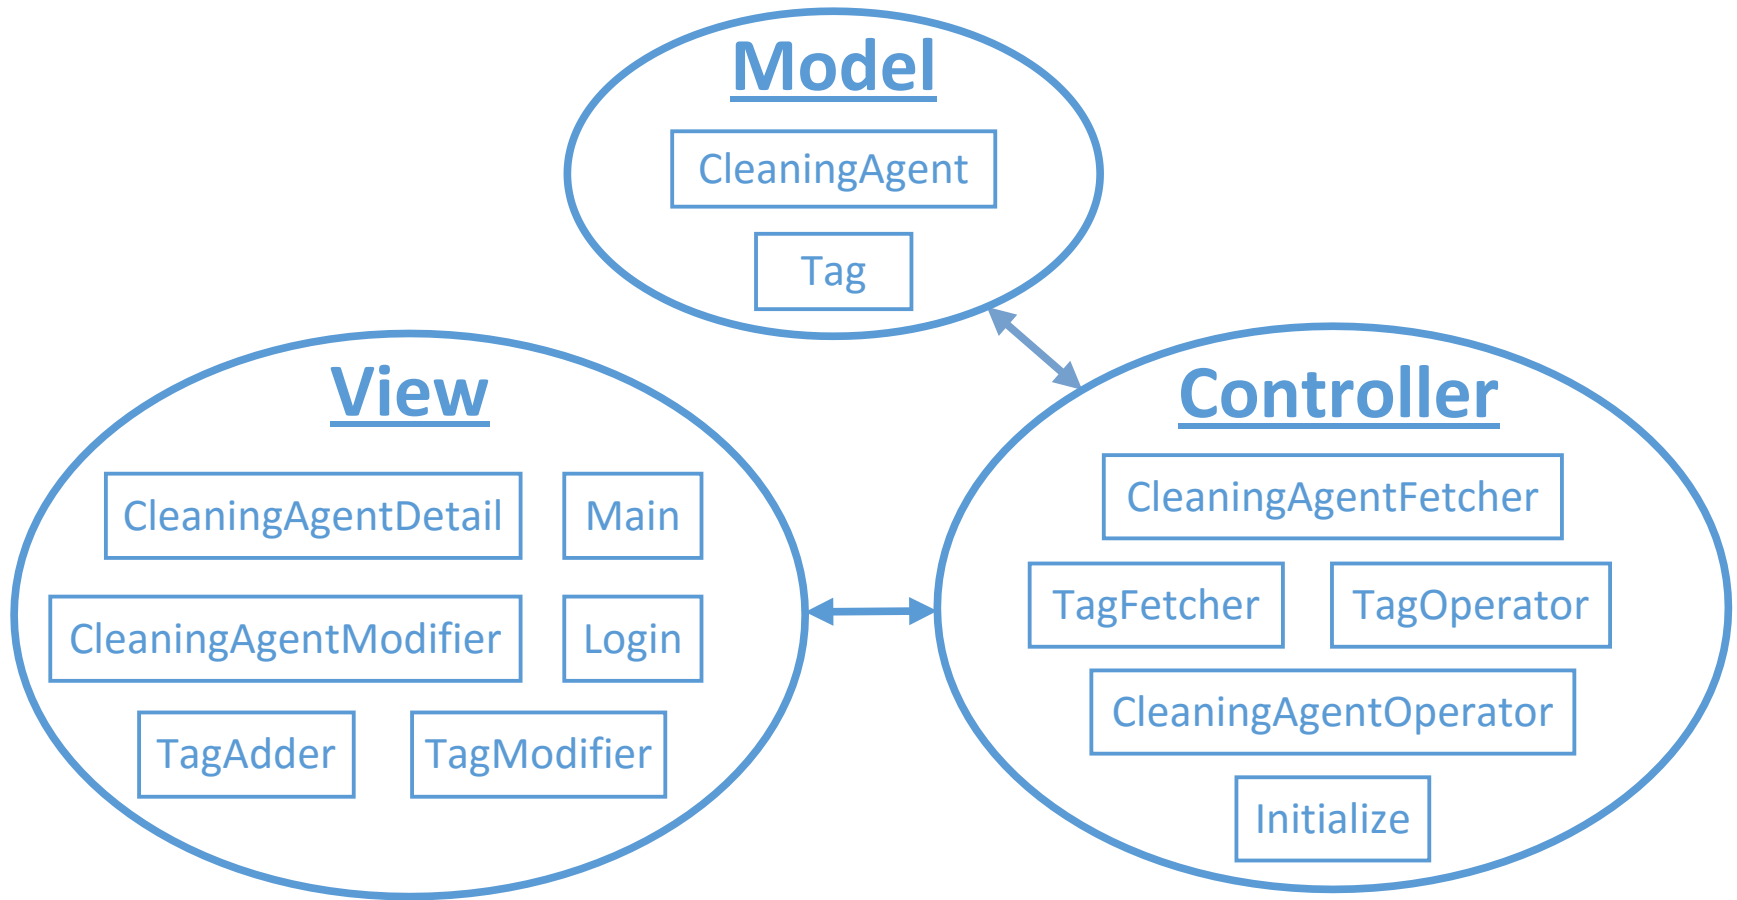 Model
CleaningAgent
Tag
View
CleaningAgentDetail
Main
CleaningAgentModifier
Login
TagAdder
TagModifier
Controller
CleaningAgentFetcher
TagFetcher
TagOperator
CleaningAgentOperator
Initialize